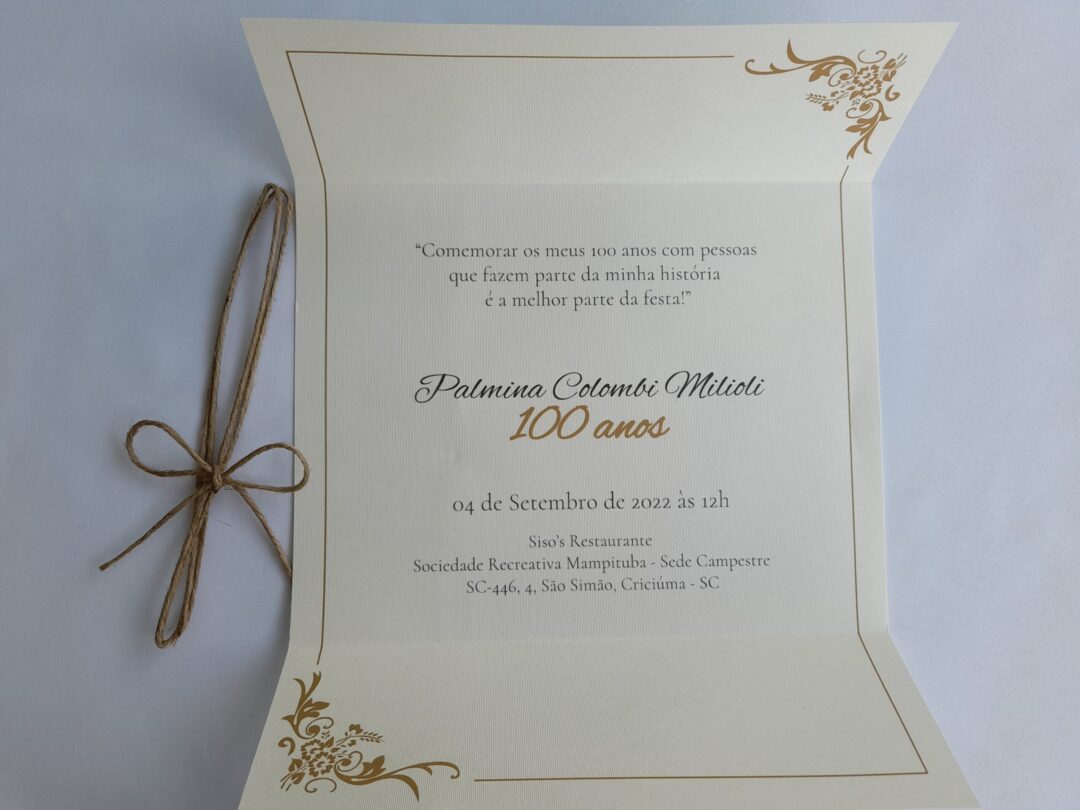 “Comemorar os meus 100 anos com pessoas
que fazem parte da minha história
é a melhor parte da festa!”
Palmina Colombi Milioli
100 anos
04 de Setembro de 2022 às 12h
Siso’s Restaurante
Sociedade Recreativa Mampituba - Sede Campestre
SC-446, 4, São Simão, Criciúma - SC